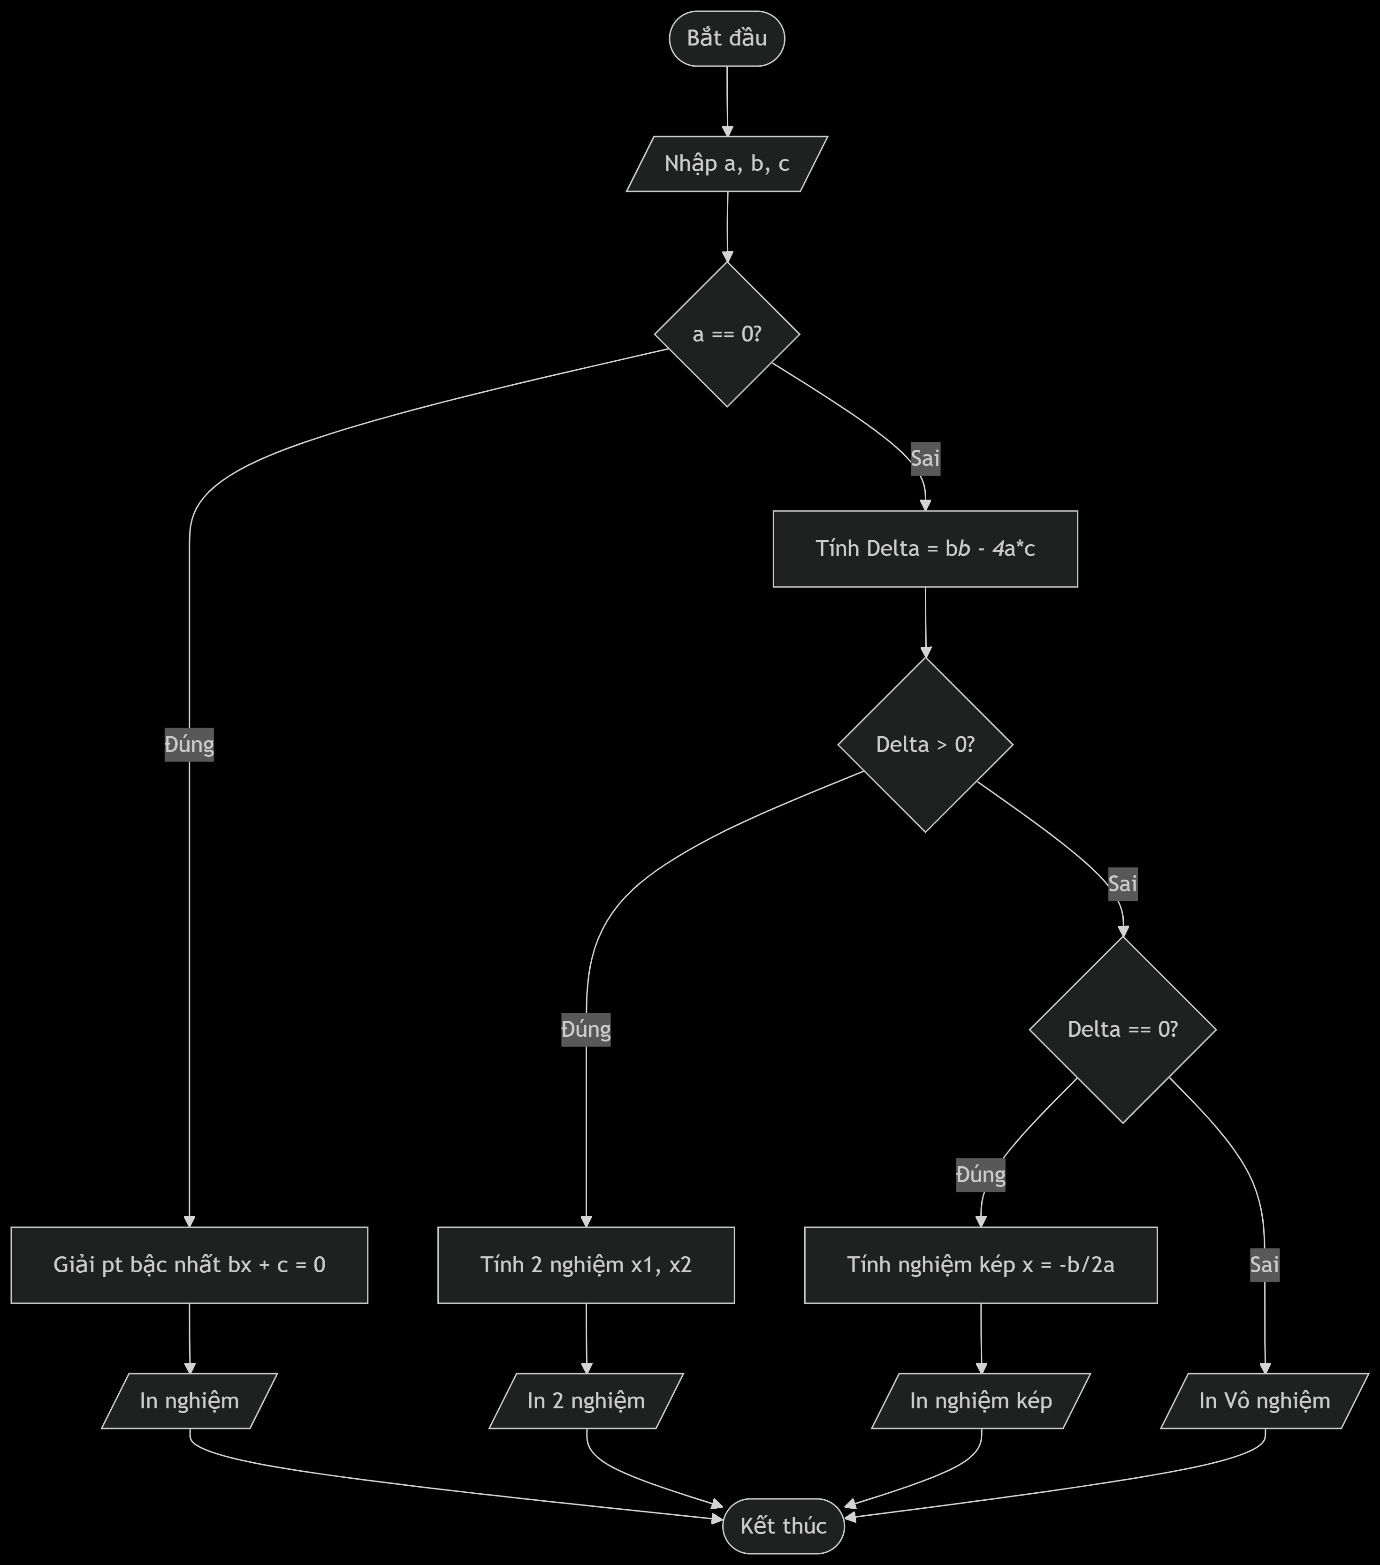 Bắt đầu
Nhập a, b, c
a == 0?
Sai
Tính Delta = bb - 4a*c
Đúng
Delta > 0?
Sai
Đúng
Delta == 0?
Đúng
Giải pt bậc nhất bx + c = 0
Tính 2 nghiệm x1, x2
Tính nghiệm kép x = -b/2a
Sai
In nghiệm
In 2 nghiệm
In nghiệm kép
In Vô nghiệm
Kết thúc